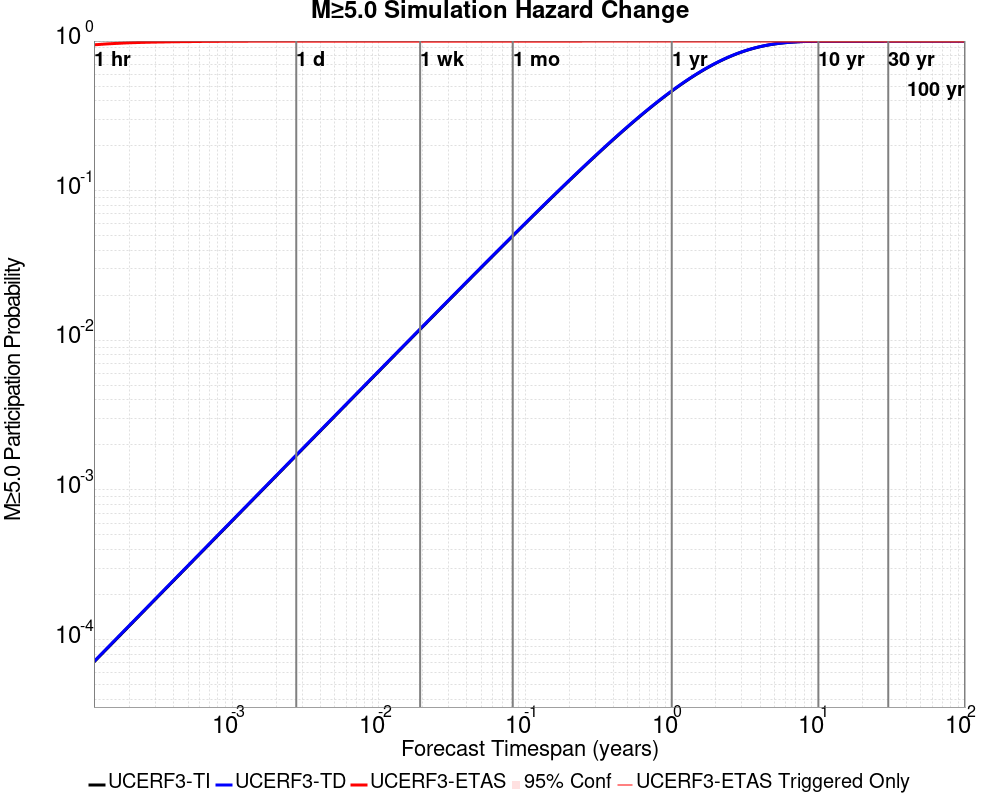 M≥5.0 Simulation Hazard Change
10^0
10^-1
10^-2
10^-3
10^-4
M≥5.0 Participation Probability
1 hr 1 d 1 wk 1 mo 1 yr 10 yr 30 yr
100 yr
10^-3 10^-2 10^-1 10^0 10^1 10^2
Forecast Timespan (years)
UCERF3-TI UCERF3-TD UCERF3-ETAS 95% Conf UCERF3-ETAS Triggered Only